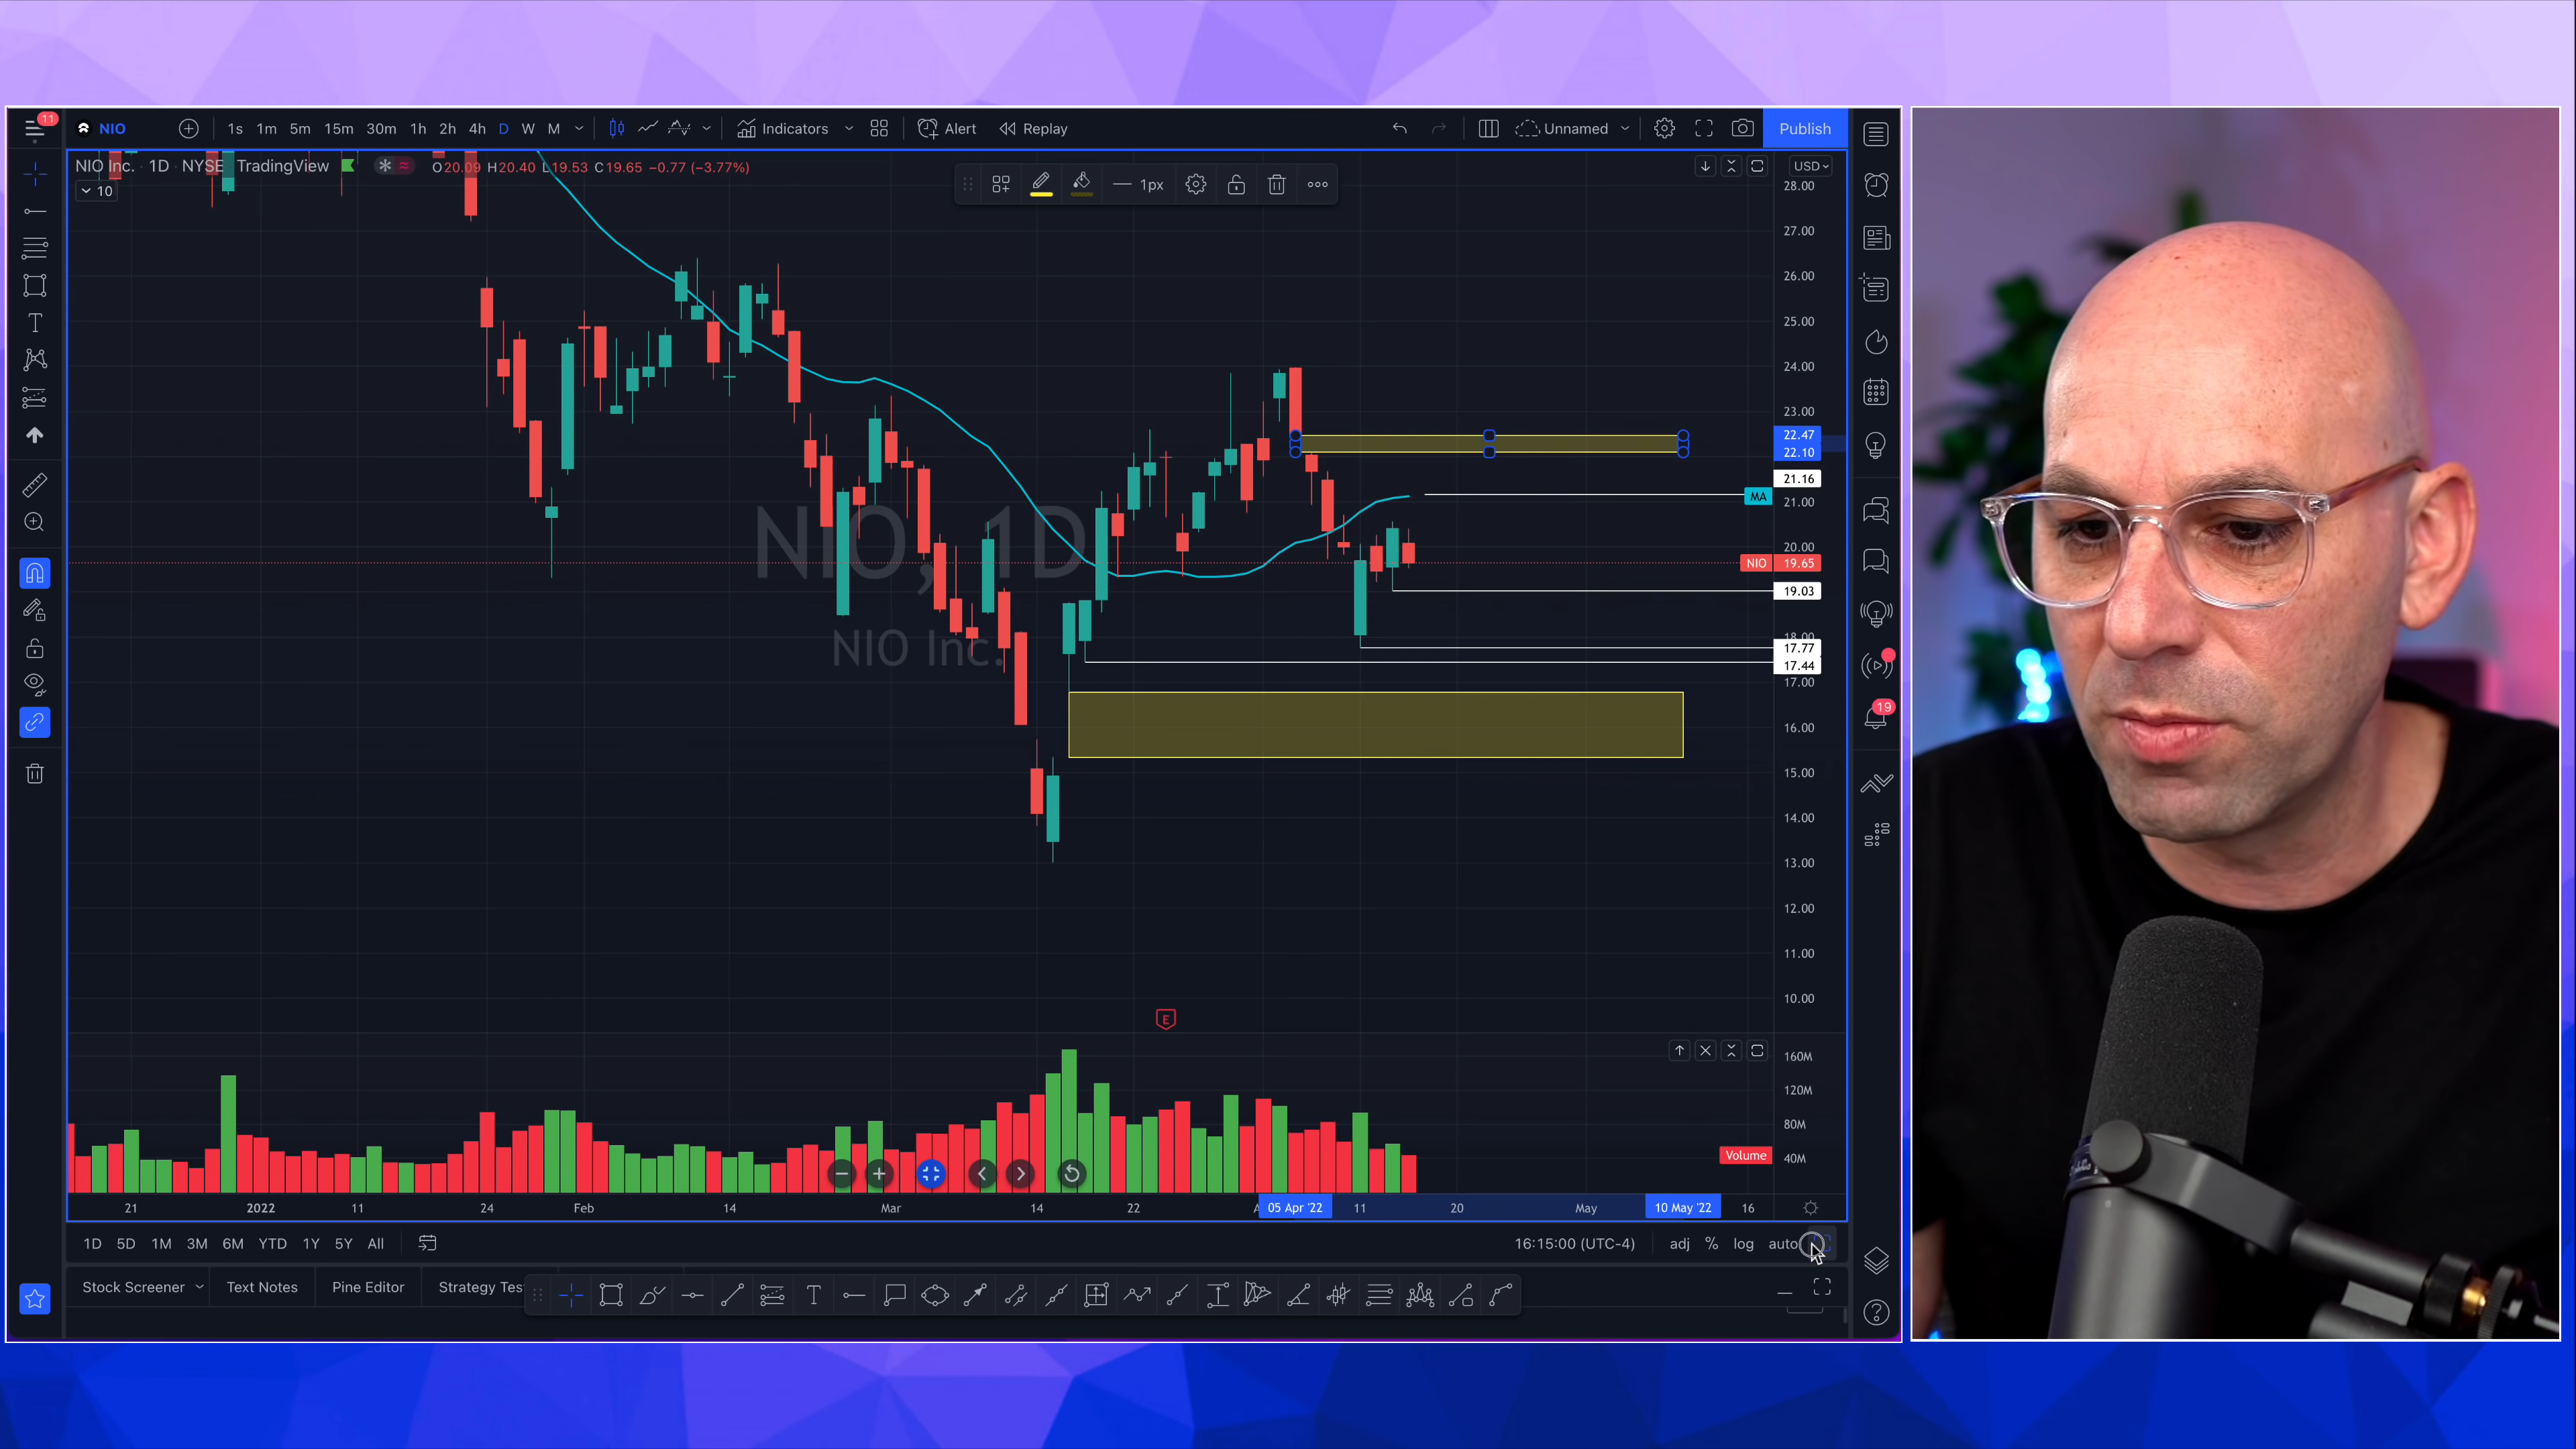 11
NIO
1s 1m 5m 15m 30m 1h 2h 4h D W M
Indicators
Alert
Replay
Unnamed
Publish
NIO Inc. · 1D · NYSE TradingView
O20.09 H20.40 L19.53 C19.65 −0.77 (−3.77%)
10
1px
USD
28.00
27.00
26.00
25.00
24.00
23.00
22.47
22.10
21.16
MA
21.00
20.00
NIO 19.65
19.03
18.00
17.77
17.44
17.00
16.00
15.00
14.00
13.00
12.00
11.00
10.00
NIO, 1D
NIO Inc.
E
19
160M
120M
80M
Volume
40M
21 2022 11 24 Feb 14 Mar 14 22 05 Apr '22 11 20 May 10 May '22 16
1D 5D 1M 3M 6M YTD 1Y 5Y All
16:15:00 (UTC-4)
adj % log auto
Stock Screener
Text Notes
Pine Editor
Strategy Tes